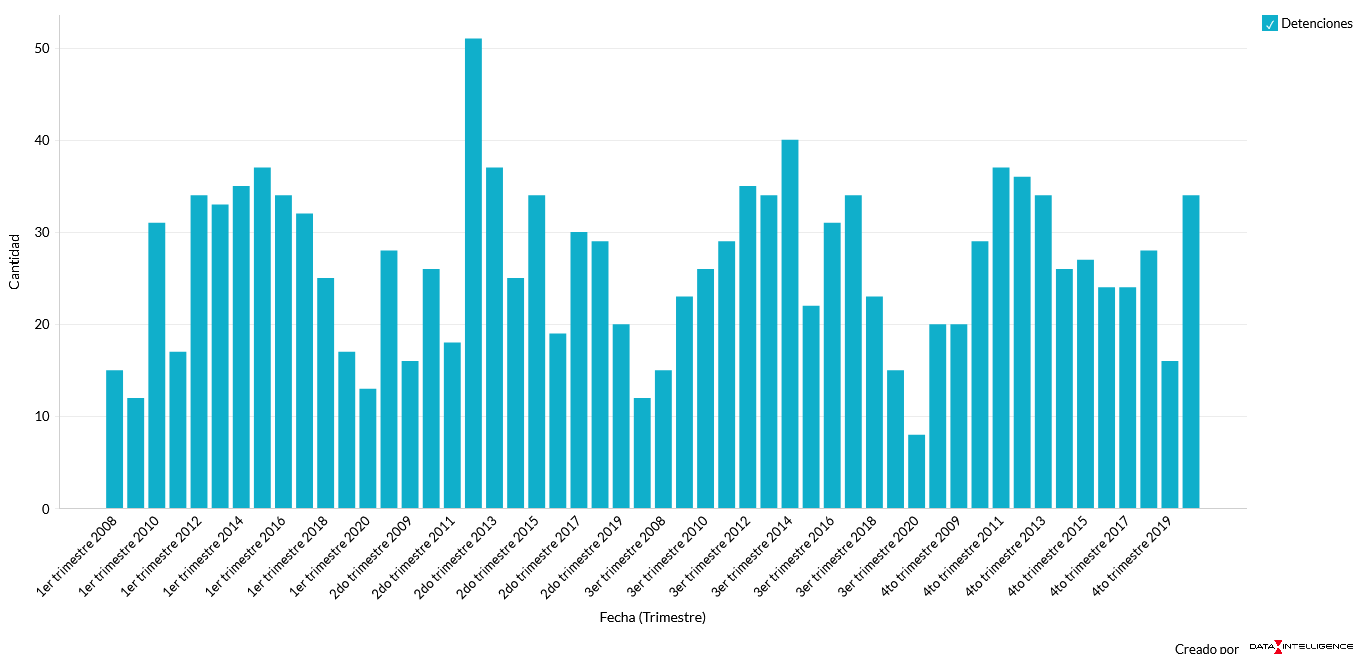 Detenciones
50
40
30
20
10
0
Cantidad
1er trimestre 2008
1er trimestre 2010
1er trimestre 2012
1er trimestre 2014
1er trimestre 2016
1er trimestre 2018
1er trimestre 2020
2do trimestre 2009
2do trimestre 2011
2do trimestre 2013
2do trimestre 2015
2do trimestre 2017
2do trimestre 2019
3er trimestre 2008
3er trimestre 2010
3er trimestre 2012
3er trimestre 2014
3er trimestre 2016
3er trimestre 2018
3er trimestre 2020
4to trimestre 2009
4to trimestre 2011
4to trimestre 2013
4to trimestre 2015
4to trimestre 2017
4to trimestre 2019
Fecha (Trimestre)
Creado por DATA INTELLIGENCE